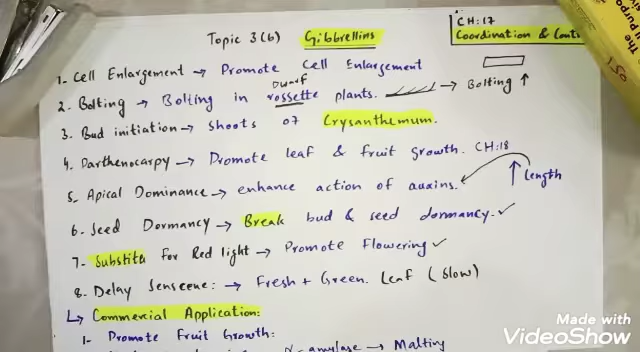 CH:17
Topic 3(b) Gibbrellins
Coordination & Cont
1- Cell Enlargement → Promote Cell Enlargement
Dwarf
2. Bolting → Bolting in rossette plants. → Bolting ↑
3. Bud initiation → Shoots of Crysanthemum.
4. Parthenocarpy → Promote leaf & fruit growth. CH:18
5. Apical Dominance → enhance action of auxins. ↑ length
6. Seed Dormancy → Break bud & seed dormancy. ✓
7- Substite for Red light → Promote Flowering ✓
8. Delay Senscene: → Fresh + Green. Leaf (Slow)
↳ Commercial Application:
1- Promote Fruit Growth:
α-amylase → Malting
Made with
VideoShow